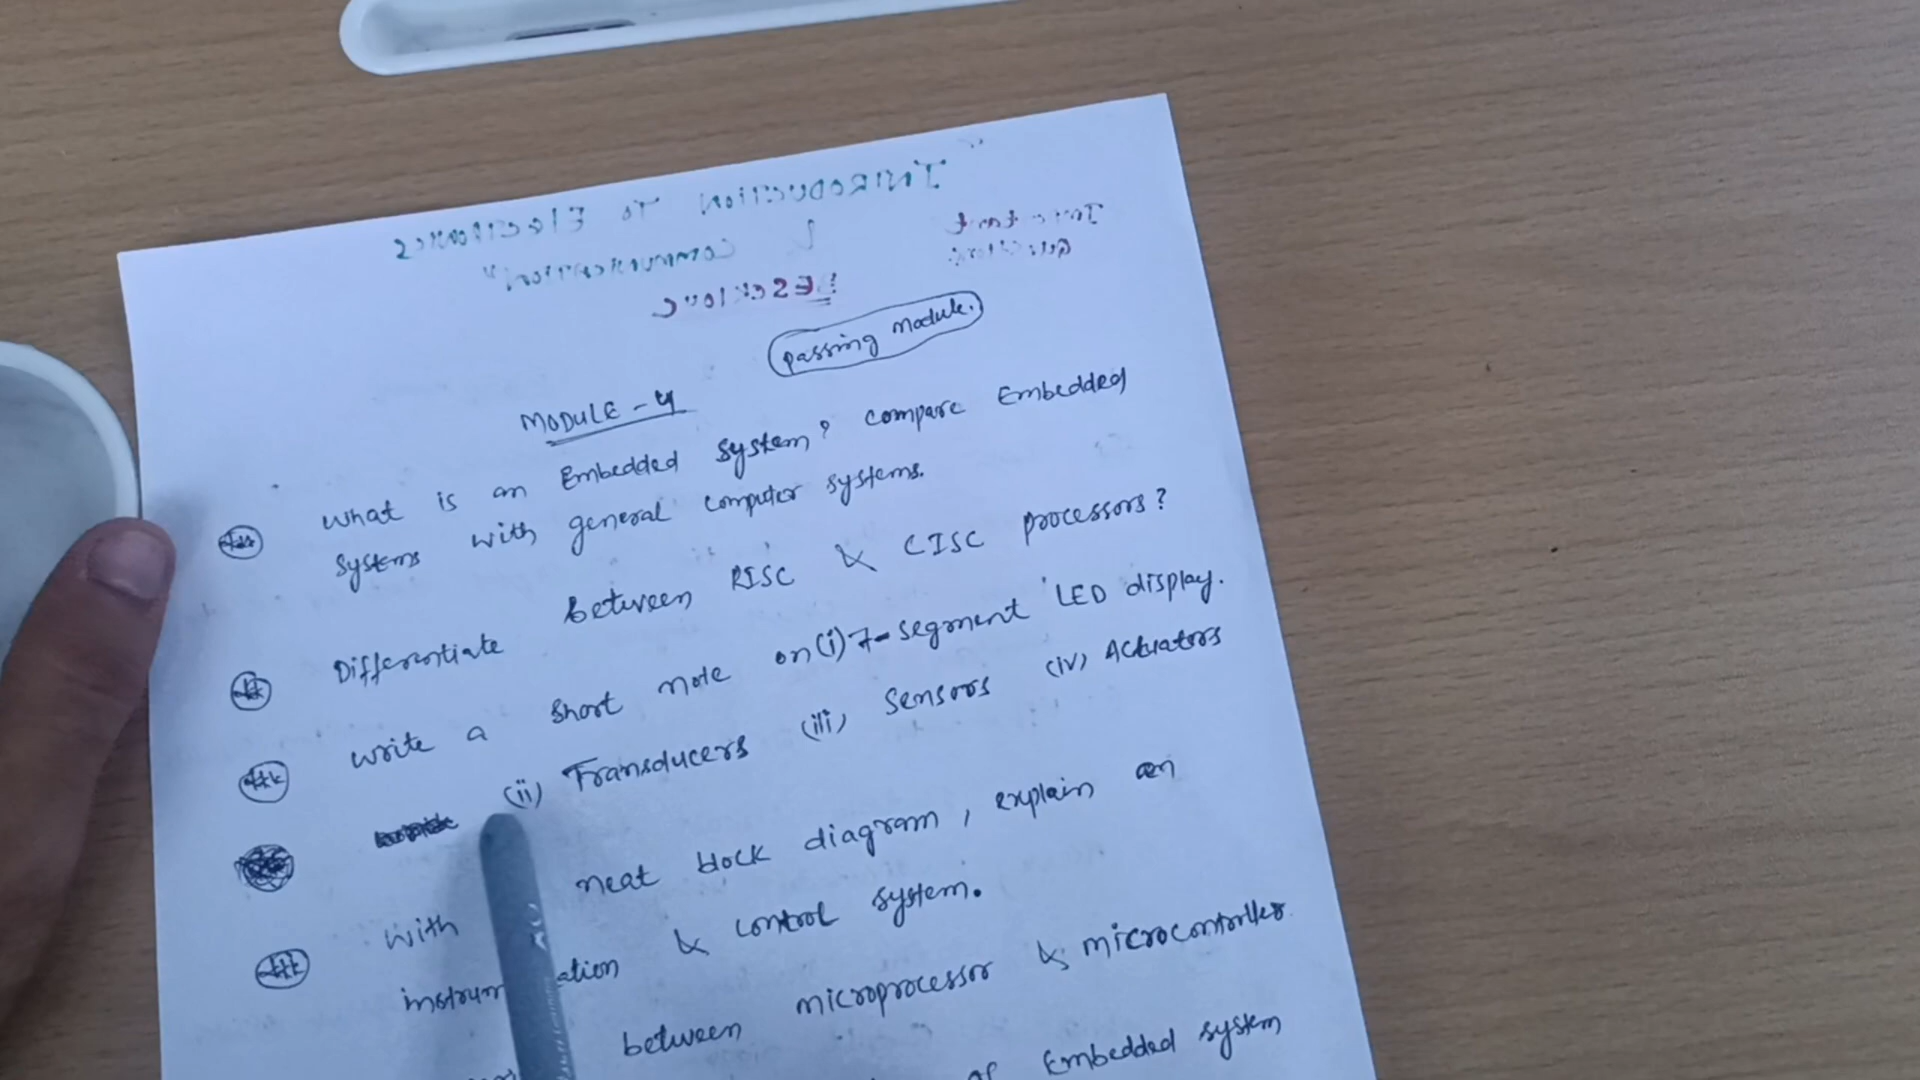 passing module.
MODULE - 4
What is an Embedded system? compare Embedded
systems with general computer systems.
Differentiate between RISC & CISC processors?
write a short note on (i) 7-segment LED display.
(ii) Transducers (iii) Sensors (iv) Actuators
with neat block diagram, explain an
instrum ation & control system.
between microprocessor & microcontroller
of Embedded system